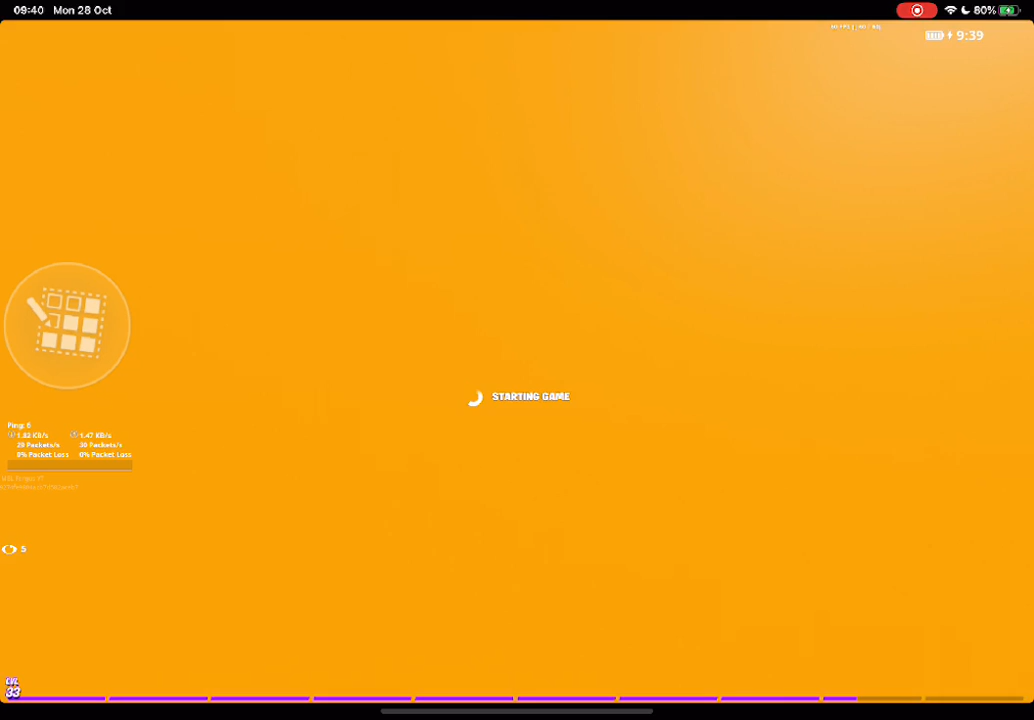 09:40 Mon 28 Oct
80%
9:39
STARTING GAME
Ping: 0
1.82 KB/s 1.47 KB/s
29 Packets/s 30 Packets/s
0% Packet Loss 0% Packet Loss
5
LVL
33